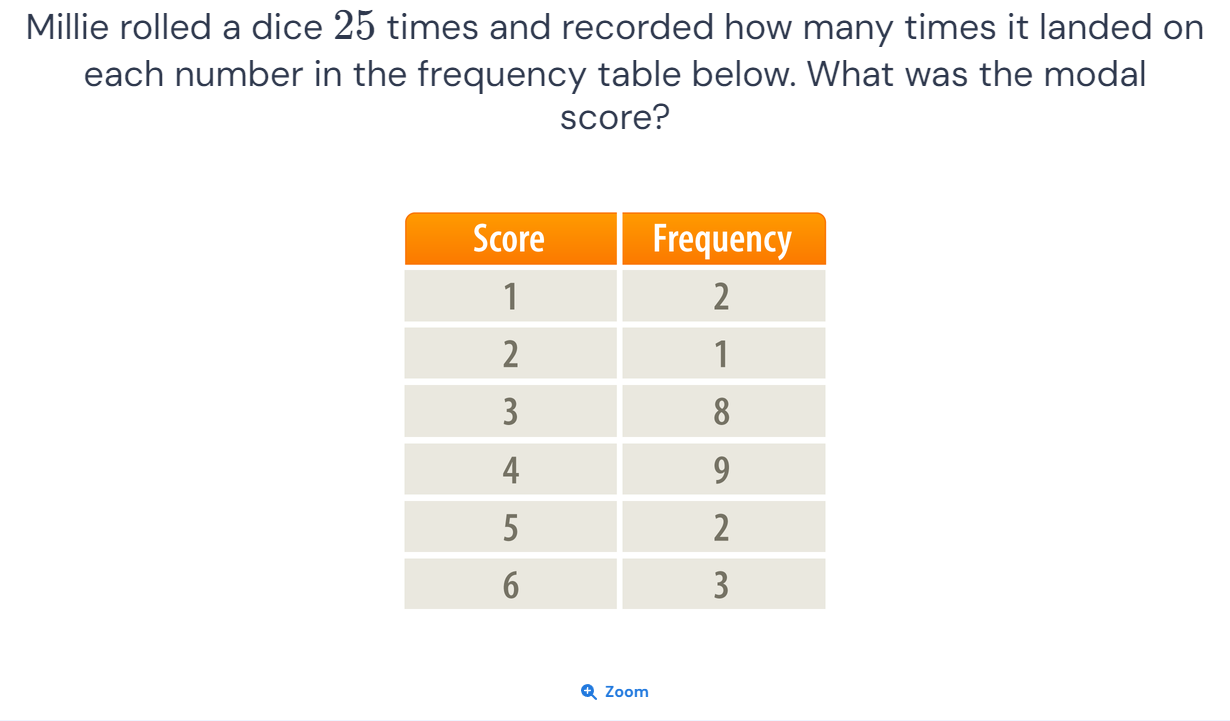 Millie rolled a dice 25 times and recorded how many times it landed on
each number in the frequency table below. What was the modal
score?
Score Frequency
1 2
2 1
3 8
4 9
5 2
6 3
Zoom